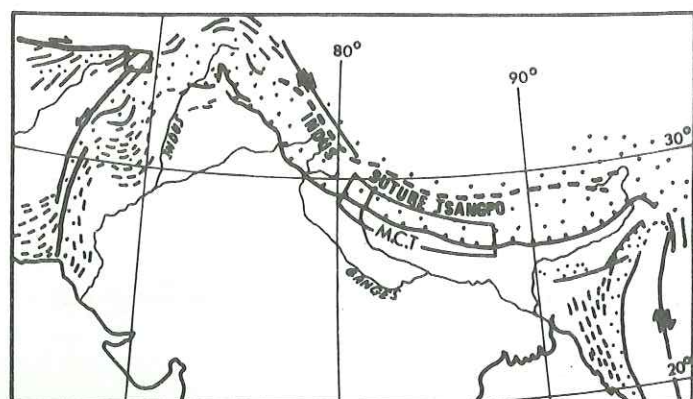 80°
90°
30°
INDUS
INDUS
SUTURE TSANGPO
M.C.T
GANGES
20°